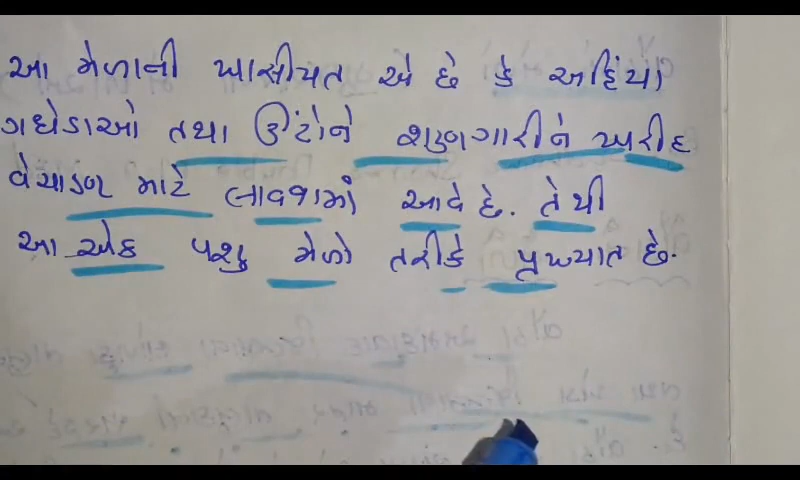 આ મેળાની ખાસીયત એ છે કે અહિંયા
ગધેડાઓ તથા ઊંટોને શણગારીને ખરીદ
વેચાણ માટે લાવવામાં આવે છે. તેથી
આ એક પશુ મેળો તરીકે પ્રખ્યાત છે.